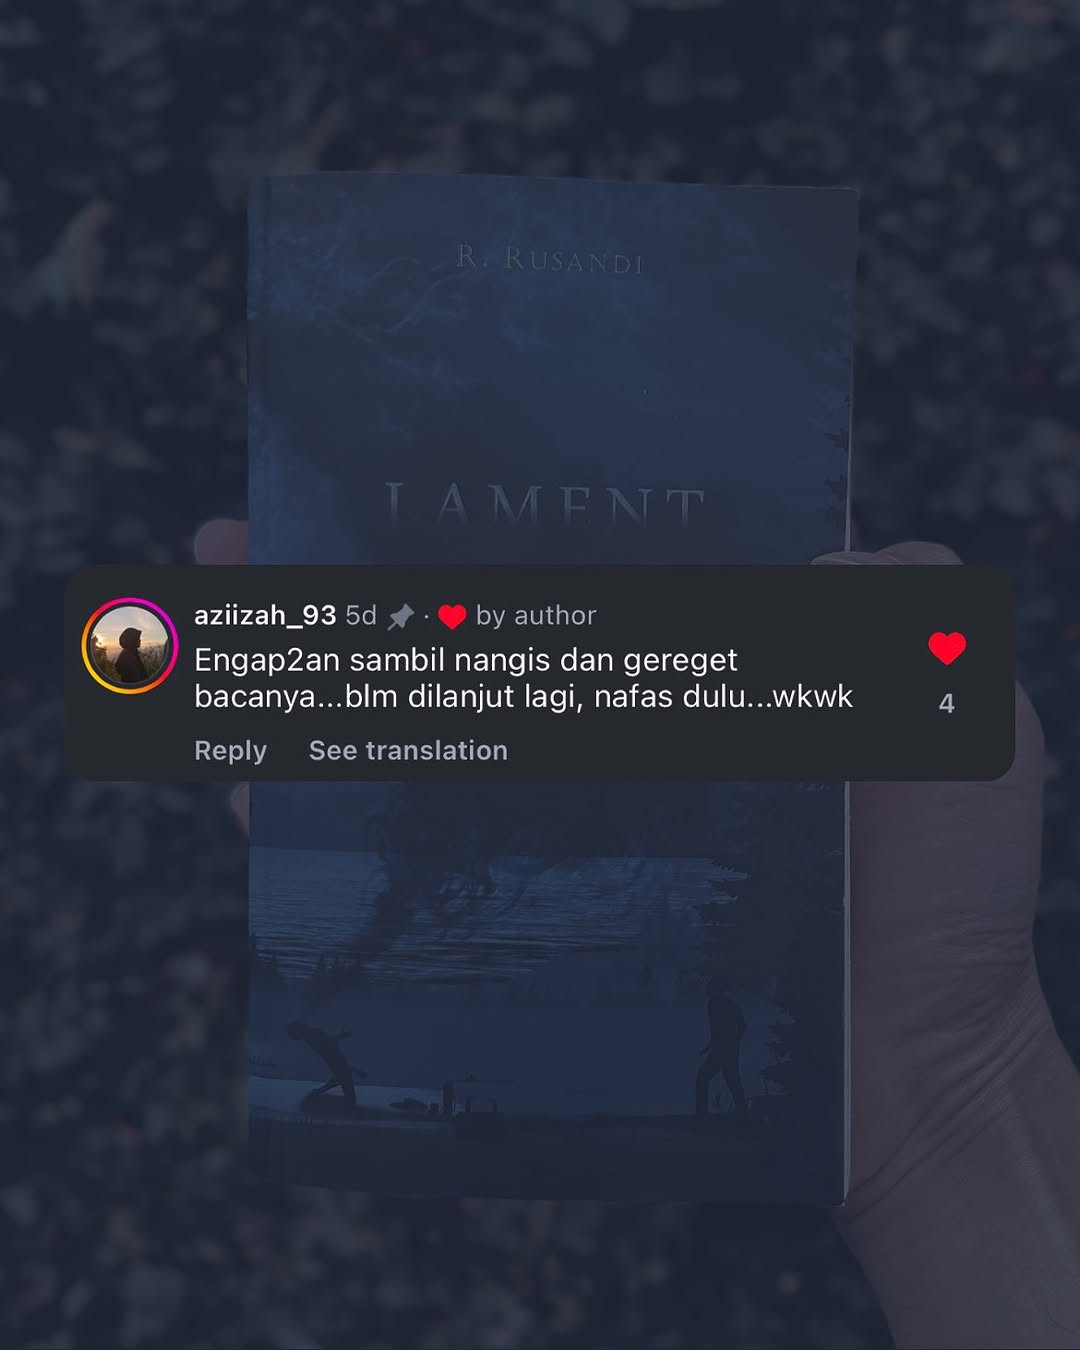 R. RUSANDI
LAMENT
aziizah_93 5d 📌 · ❤️ by author
Engap2an sambil nangis dan gereget
bacanya...blm dilanjut lagi, nafas dulu...wkwk
4
Reply See translation